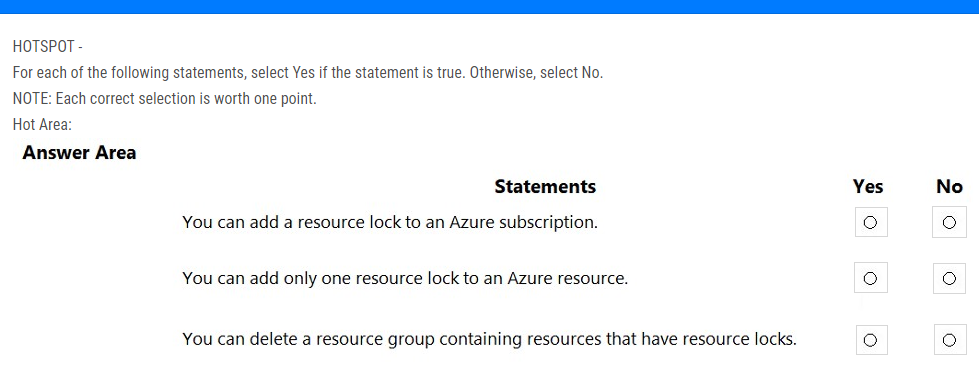 HOTSPOT -
For each of the following statements, select Yes if the statement is true. Otherwise, select No.
NOTE: Each correct selection is worth one point.
Hot Area:
Answer Area
Statements Yes No
You can add a resource lock to an Azure subscription.
You can add only one resource lock to an Azure resource.
You can delete a resource group containing resources that have resource locks.